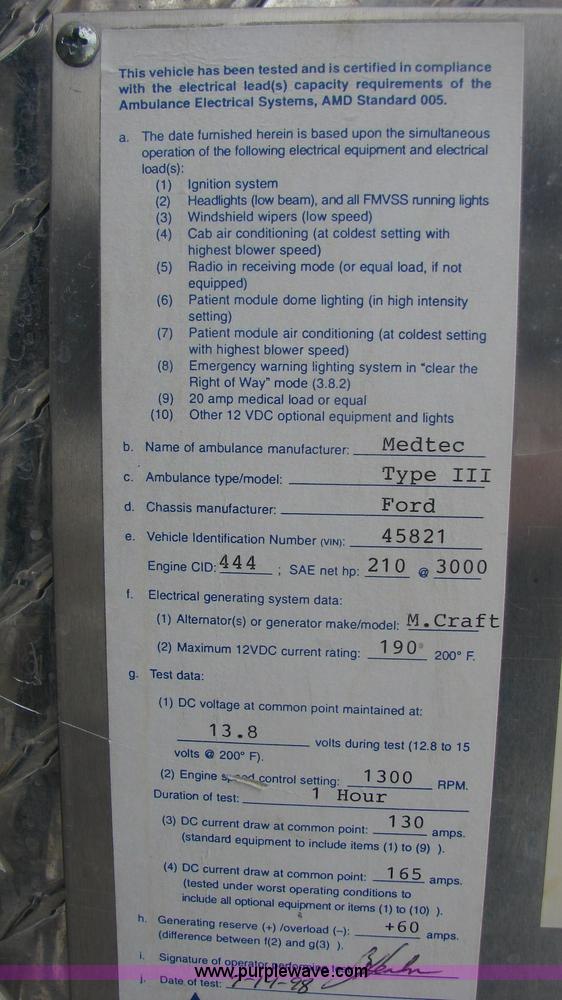 This vehicle has been tested and is certified in compliance
with the electrical lead(s) capacity requirements of the
Ambulance Electrical Systems, AMD Standard 005.
a. The date furnished herein is based upon the simultaneous
operation of the following electrical equipment and electrical
load(s):
(1) Ignition system
(2) Headlights (low beam), and all FMVSS running lights
(3) Windshield wipers (low speed)
(4) Cab air conditioning (at coldest setting with
highest blower speed)
(5) Radio in receiving mode (or equal load, if not
equipped)
(6) Patient module dome lighting (in high intensity
setting)
(7) Patient module air conditioning (at coldest setting
with highest blower speed)
(8) Emergency warning lighting system in "clear the
Right of Way" mode (3.8.2)
(9) 20 amp medical load or equal
(10) Other 12 VDC optional equipment and lights
b. Name of ambulance manufacturer: Medtec
c. Ambulance type/model: Type III
d. Chassis manufacturer: Ford
e. Vehicle Identification Number (VIN): 45821
Engine CID: 444 ; SAE net hp: 210 @ 3000
f. Electrical generating system data:
(1) Alternator(s) or generator make/model: M.Craft
(2) Maximum 12VDC current rating: 190 200° F.
g. Test data:
(1) DC voltage at common point maintained at:
13.8 volts during test (12.8 to 15
volts @ 200° F).
(2) Engine speed control setting: 1300 RPM.
Duration of test: 1 Hour
(3) DC current draw at common point: 130 amps.
(standard equipment to include items (1) to (9) ).
(4) DC current draw at common point: 165 amps.
(tested under worst operating conditions to
include all optional equipment or items (1) to (10) ).
h. Generating reserve (+) /overload (-): +60 amps.
(difference between f(2) and g(3) ).
i. Signature of operator performing
www.purplewave.com
j. Date of test: